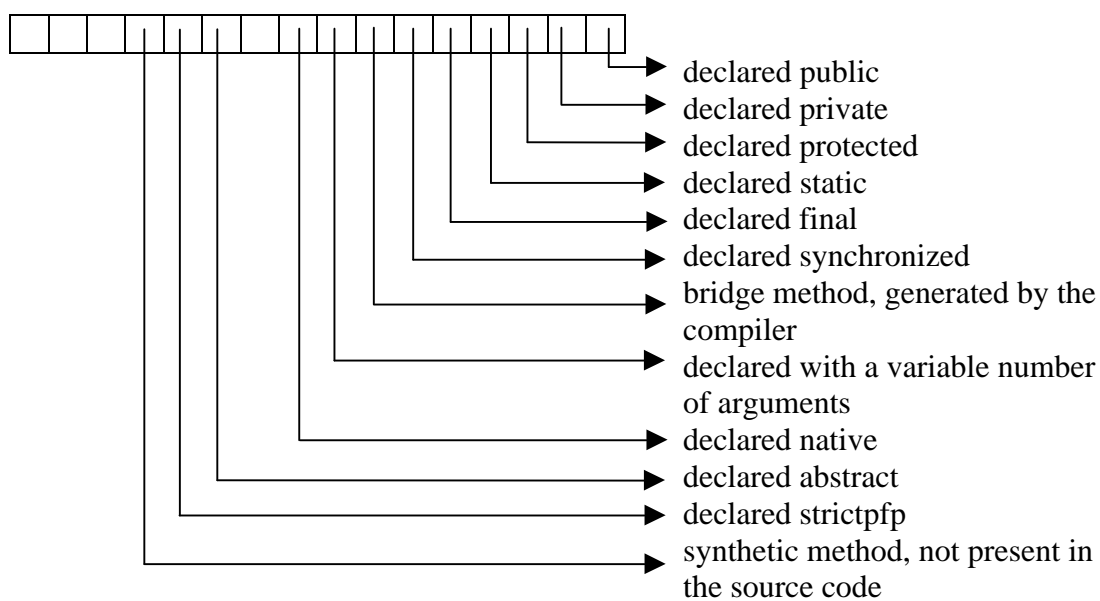 declared public
declared private
declared protected
declared static
declared final
declared synchronized
bridge method, generated by the
compiler
declared with a variable number
of arguments
declared native
declared abstract
declared strictpfp
synthetic method, not present in
the source code